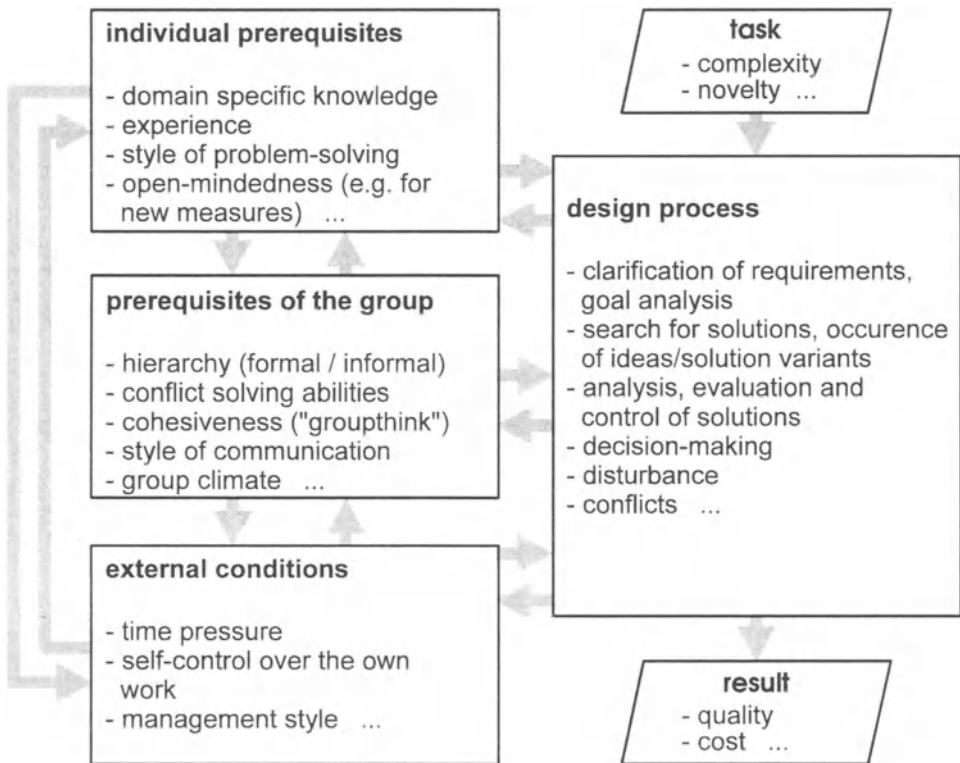 individual prerequisites
- domain specific knowledge
- experience
- style of problem-solving
- open-mindedness (e.g. for
new measures) ...
prerequisites of the group
- hierarchy (formal / informal)
- conflict solving abilities
- cohesiveness ("groupthink")
- style of communication
- group climate ...
external conditions
- time pressure
- self-control over the own
work
- management style ...
task
- complexity
- novelty ...
design process
- clarification of requirements,
goal analysis
- search for solutions, occurence
of ideas/solution variants
- analysis, evaluation and
control of solutions
- decision-making
- disturbance
- conflicts ...
result
- quality
- cost ...